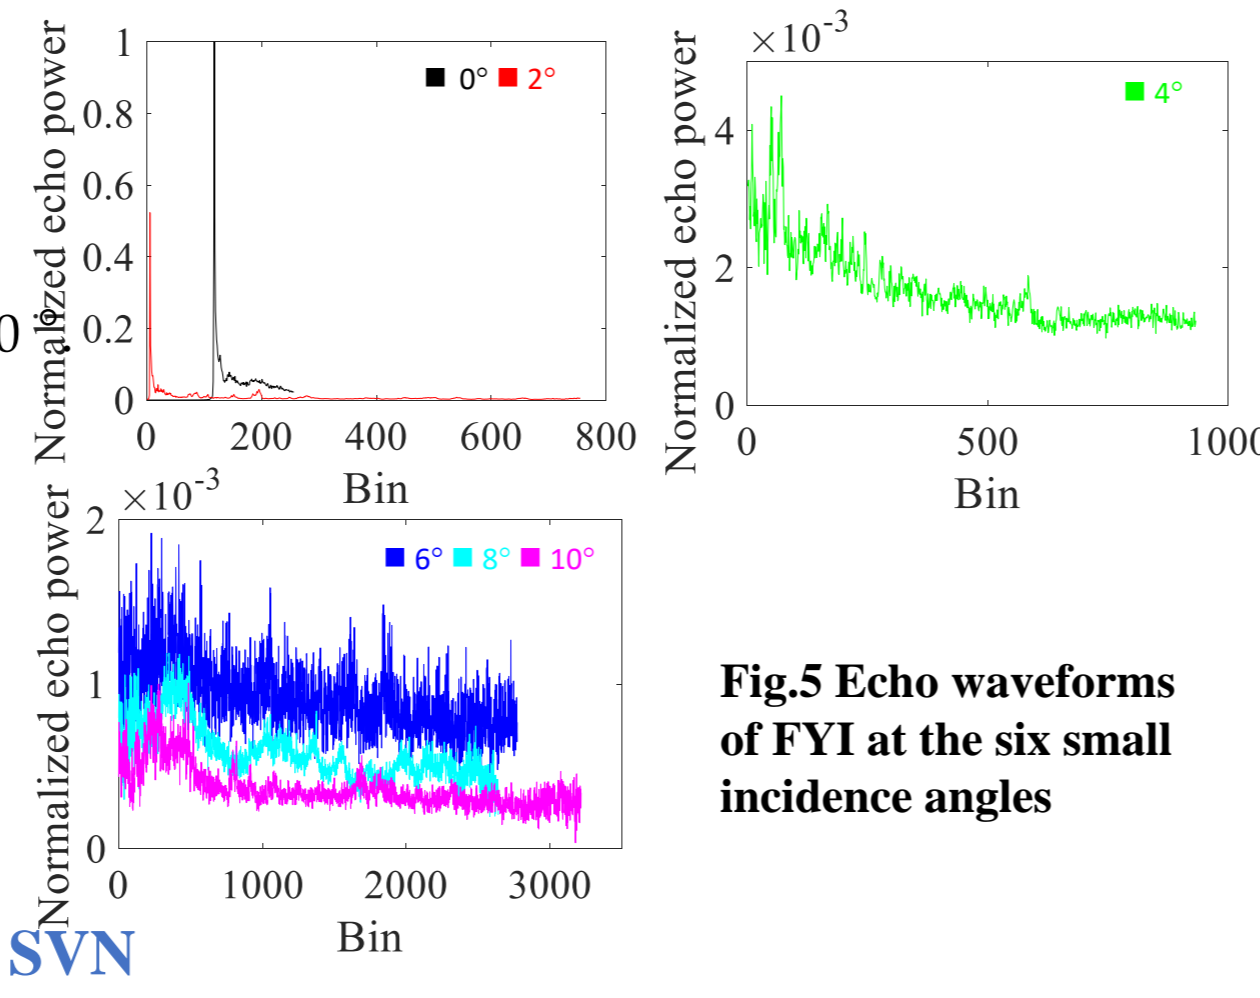 Normalized echo power
1
0.8
0.6
0.4
0.2
0
0° 2°
0 200 400 600 800
Bin
0°
Normalized echo power
×10-3
4
2
0
4°
0 500 1000
Bin
Normalized echo power
×10-3
2
1
0
6° 8° 10°
0 1000 2000 3000
Bin
Fig.5 Echo waveforms
of FYI at the six small
incidence angles
SVN